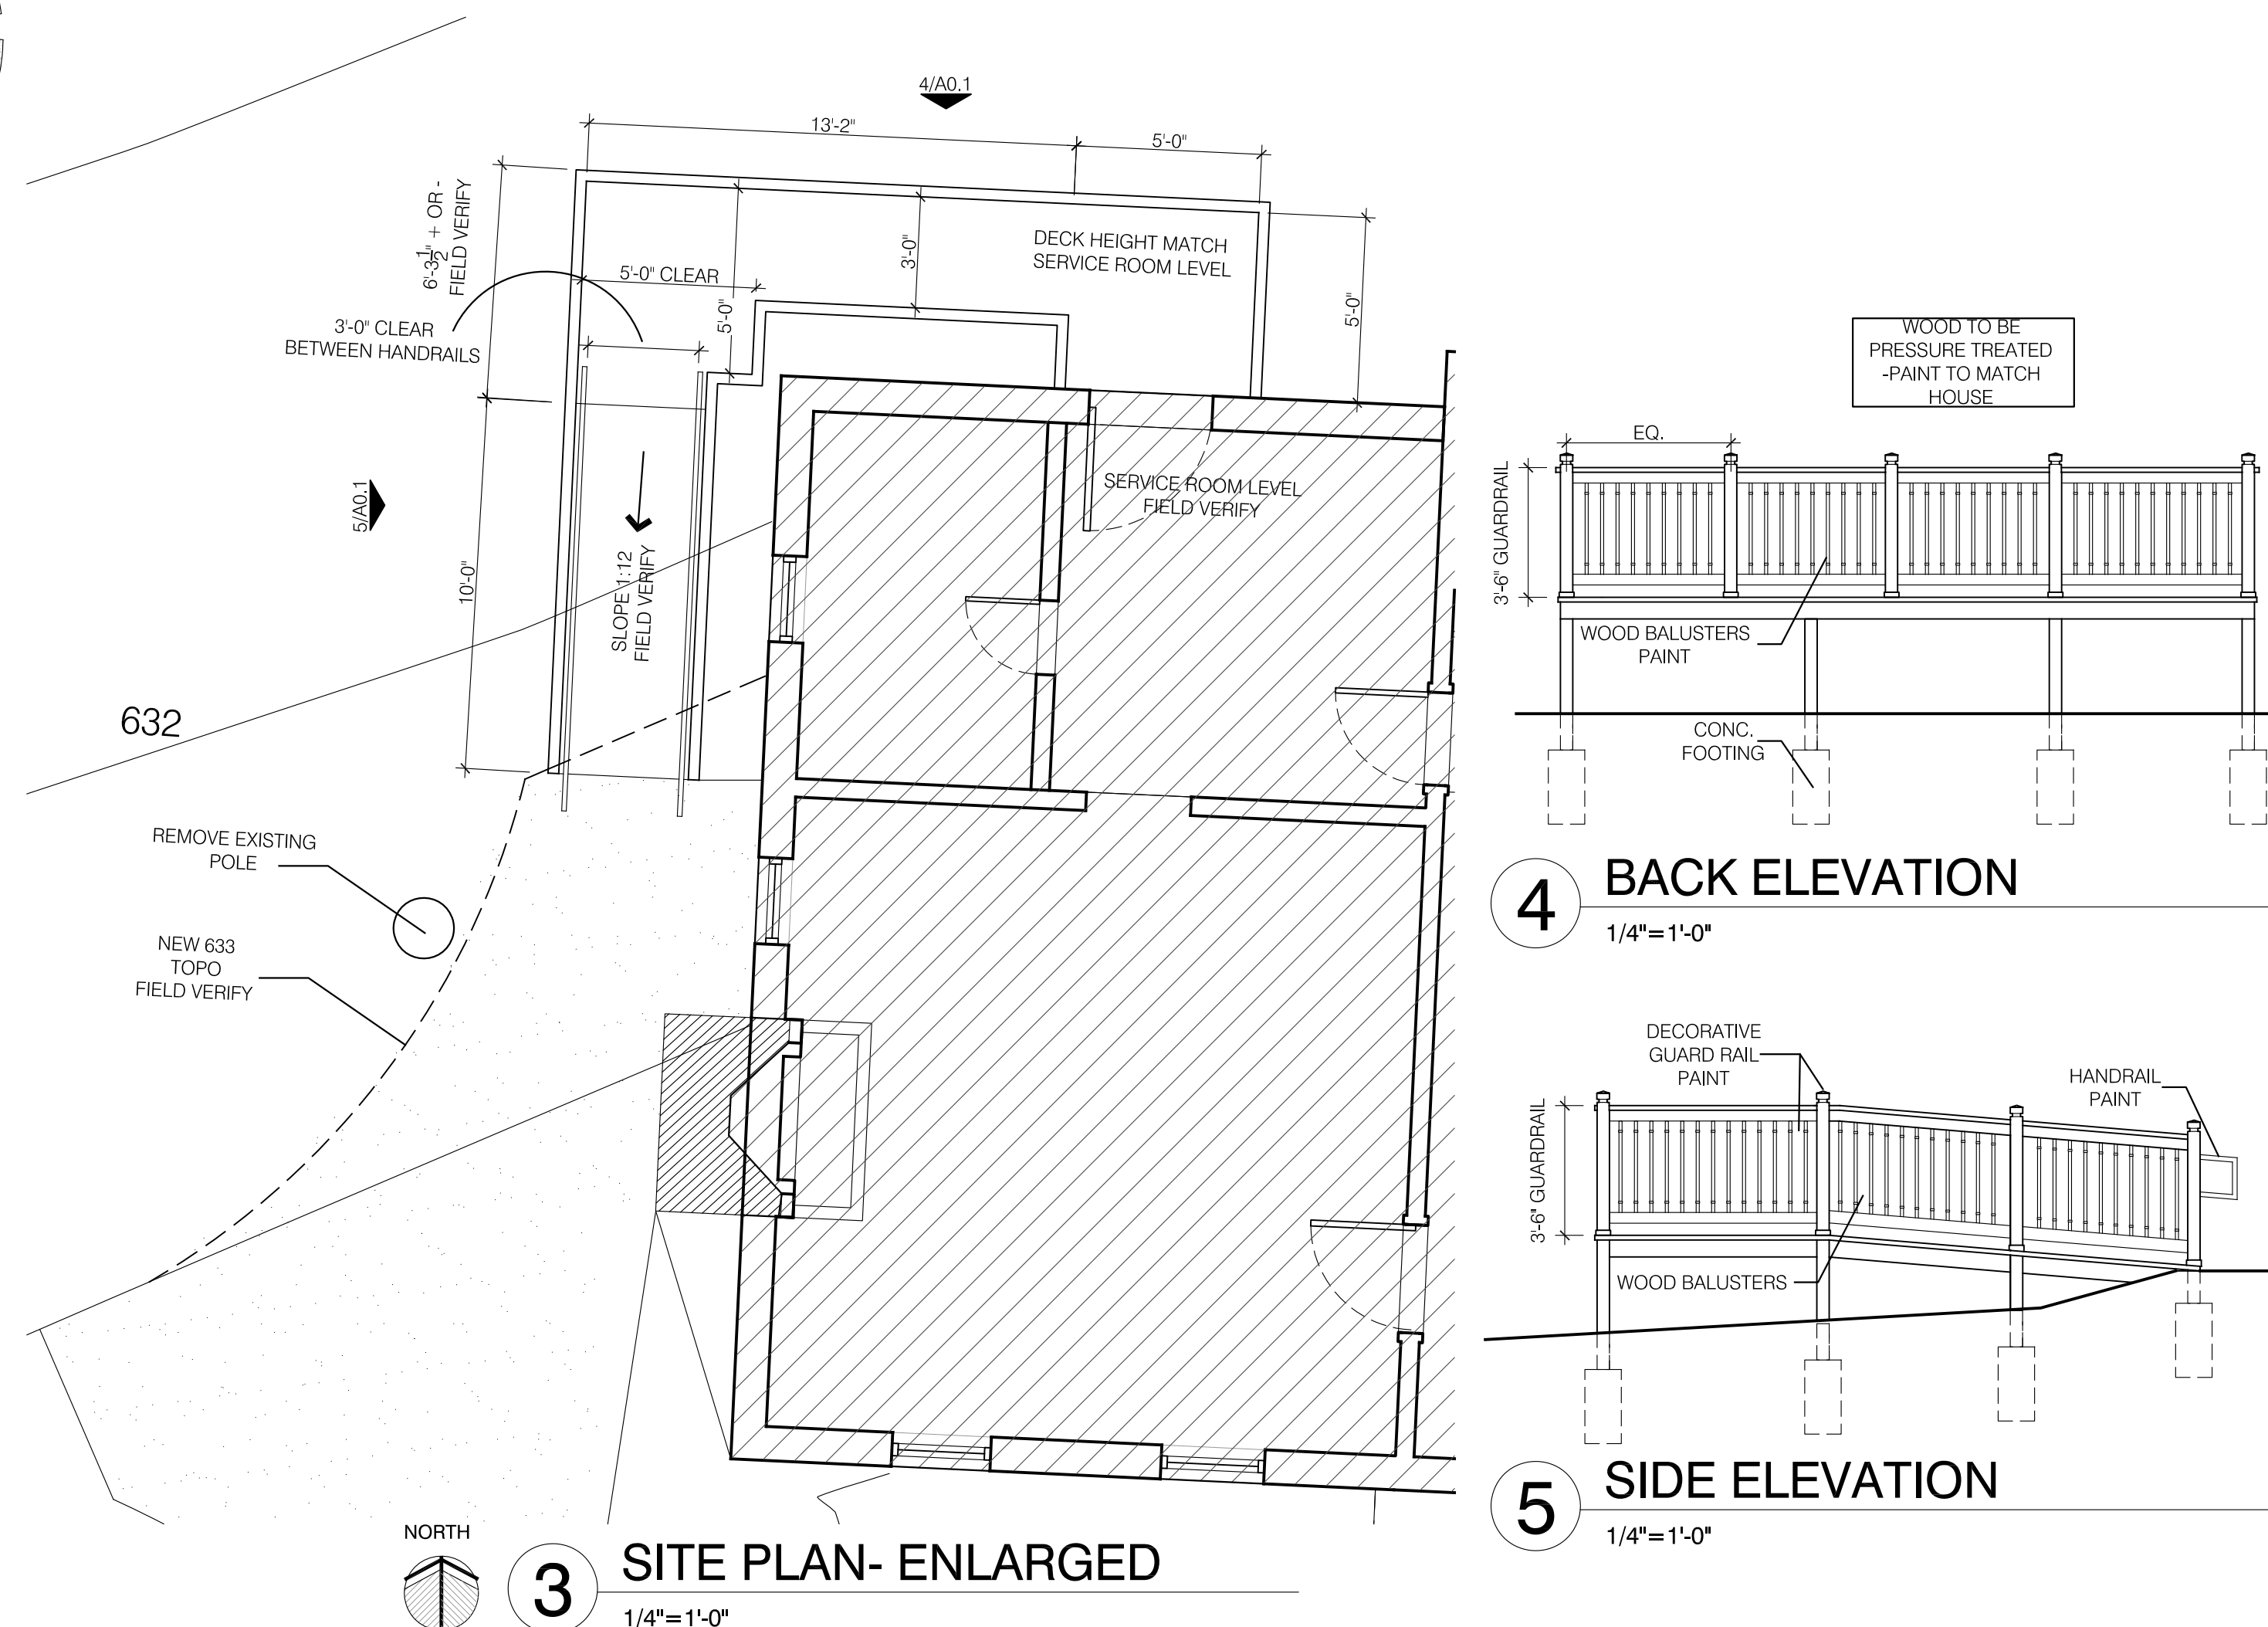 4/A0.1
13'-2"
5'-0"
6'-3 1/2" + OR -
FIELD VERIFY
5'-0" CLEAR
3'-0"
5'-0"
DECK HEIGHT MATCH
SERVICE ROOM LEVEL
5'-0"
3'-0" CLEAR
BETWEEN HANDRAILS
5/A0.1
10'-0"
SLOPE 1:12
FIELD VERIFY
SERVICE ROOM LEVEL
FIELD VERIFY
632
REMOVE EXISTING
POLE
NEW 633
TOPO
FIELD VERIFY
NORTH
3
SITE PLAN- ENLARGED
1/4"=1'-0"
WOOD TO BE
PRESSURE TREATED
-PAINT TO MATCH
HOUSE
EQ.
3'-6" GUARDRAIL
WOOD BALUSTERS
PAINT
CONC.
FOOTING
4
BACK ELEVATION
1/4"=1'-0"
DECORATIVE
GUARD RAIL
PAINT
HANDRAIL
PAINT
3'-6" GUARDRAIL
WOOD BALUSTERS
5
SIDE ELEVATION
1/4"=1'-0"